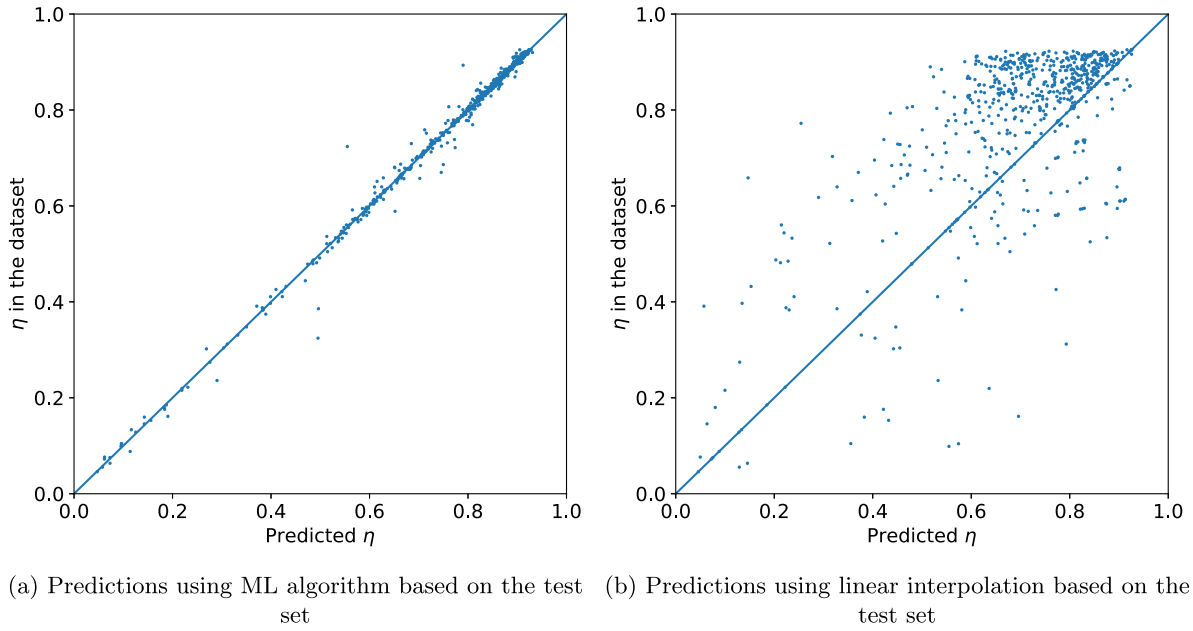 1.0
0.8
0.6
0.4
0.2
0.0
η in the dataset
0.0 0.2 0.4 0.6 0.8 1.0
Predicted η
(a) Predictions using ML algorithm based on the test
set
1.0
0.8
0.6
0.4
0.2
0.0
η in the dataset
0.0 0.2 0.4 0.6 0.8 1.0
Predicted η
(b) Predictions using linear interpolation based on the
test set